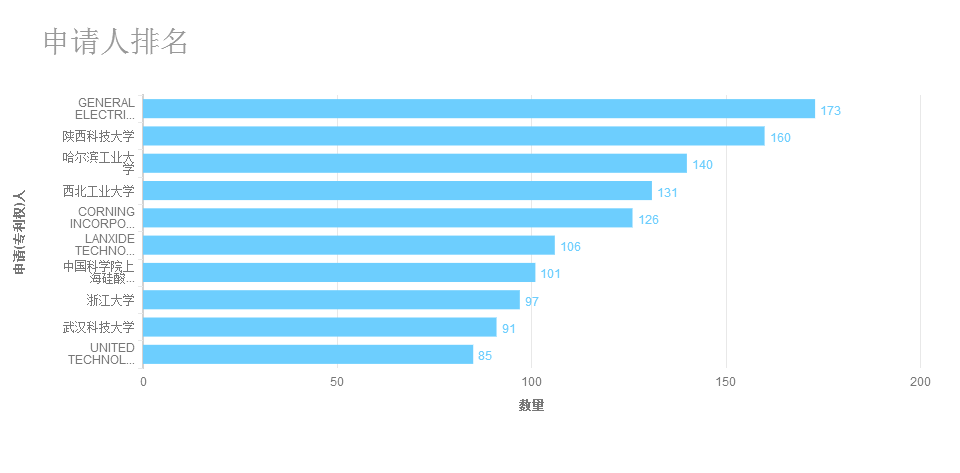 申请人排名
申请(专利权)人
GENERAL
ELECTRI...
173
陕西科技大学
160
哈尔滨工业大
学
140
西北工业大学
131
CORNING
INCORPO...
126
LANXIDE
TECHNO...
106
中国科学院上
海硅酸...
101
浙江大学
97
武汉科技大学
91
UNITED
TECHNOL...
85
0
50
100
150
200
数量